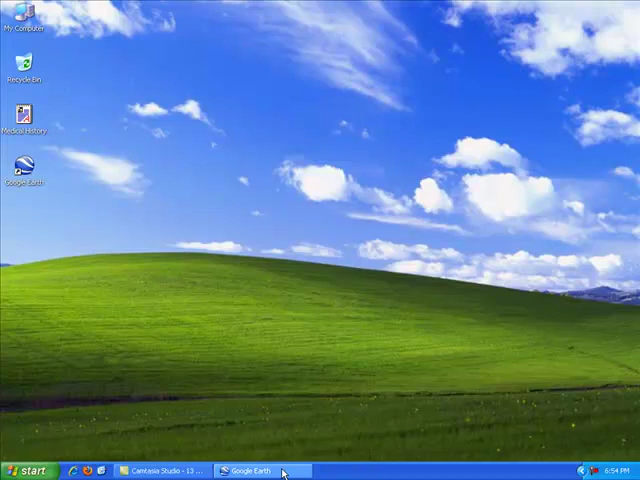 My Computer
Recycle Bin
Medical History
Google Earth
start
Camtasia Studio - 13 ...
Google Earth
6:54 PM